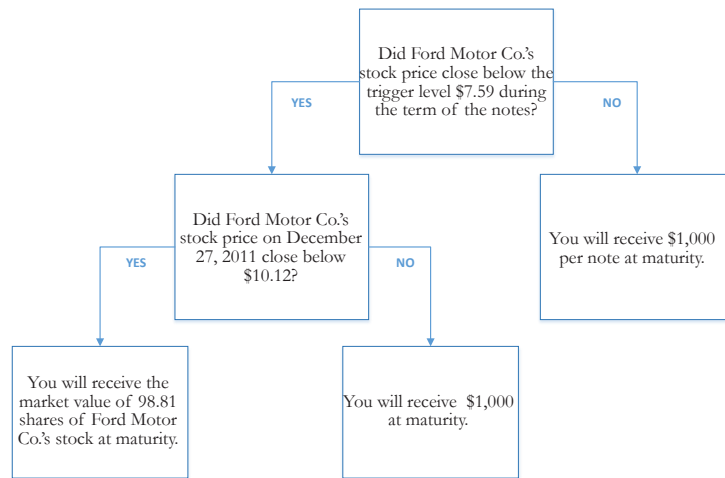 Did Ford Motor Co.'s
stock price close below the
trigger level $7.59 during
the term of the notes?
YES
NO
Did Ford Motor Co.'s
stock price on December
27, 2011 close below
$10.12?
You will receive $1,000
per note at maturity.
YES
NO
You will receive the
market value of 98.81
shares of Ford Motor
Co.'s stock at maturity.
You will receive $1,000
at maturity.